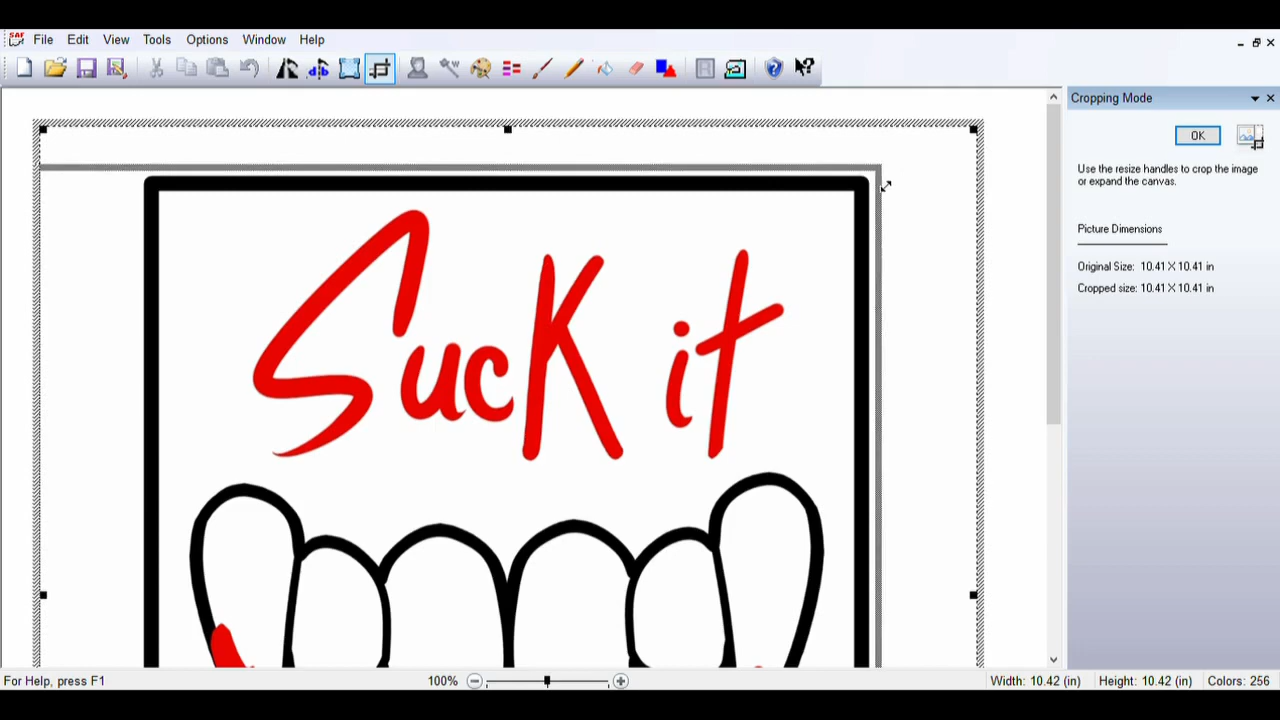 SAF File Edit View Tools Options Window Help
Cropping Mode
OK
Use the resize handles to crop the image
or expand the canvas.
Picture Dimensions
Original Size: 10.41 X 10.41 in
Cropped size: 10.41 X 10.41 in
Suck it
For Help, press F1 100% Width: 10.42 (in) Height: 10.42 (in) Colors: 256